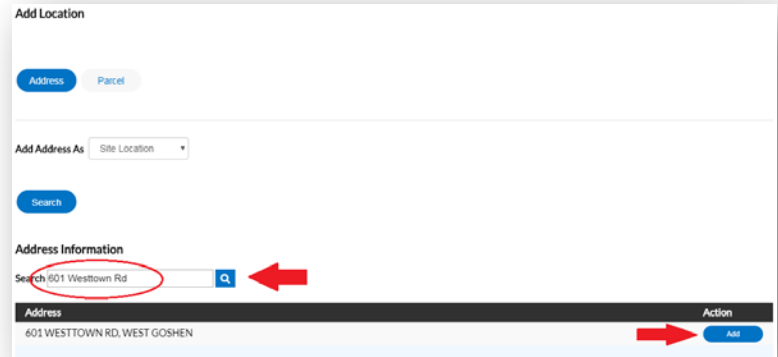 Add Location
Address Parcel
Add Address As Site Location
Search
Address Information
Search 601 Westtown Rd
Address Action
601 WESTTOWN RD, WEST GOSHEN Add